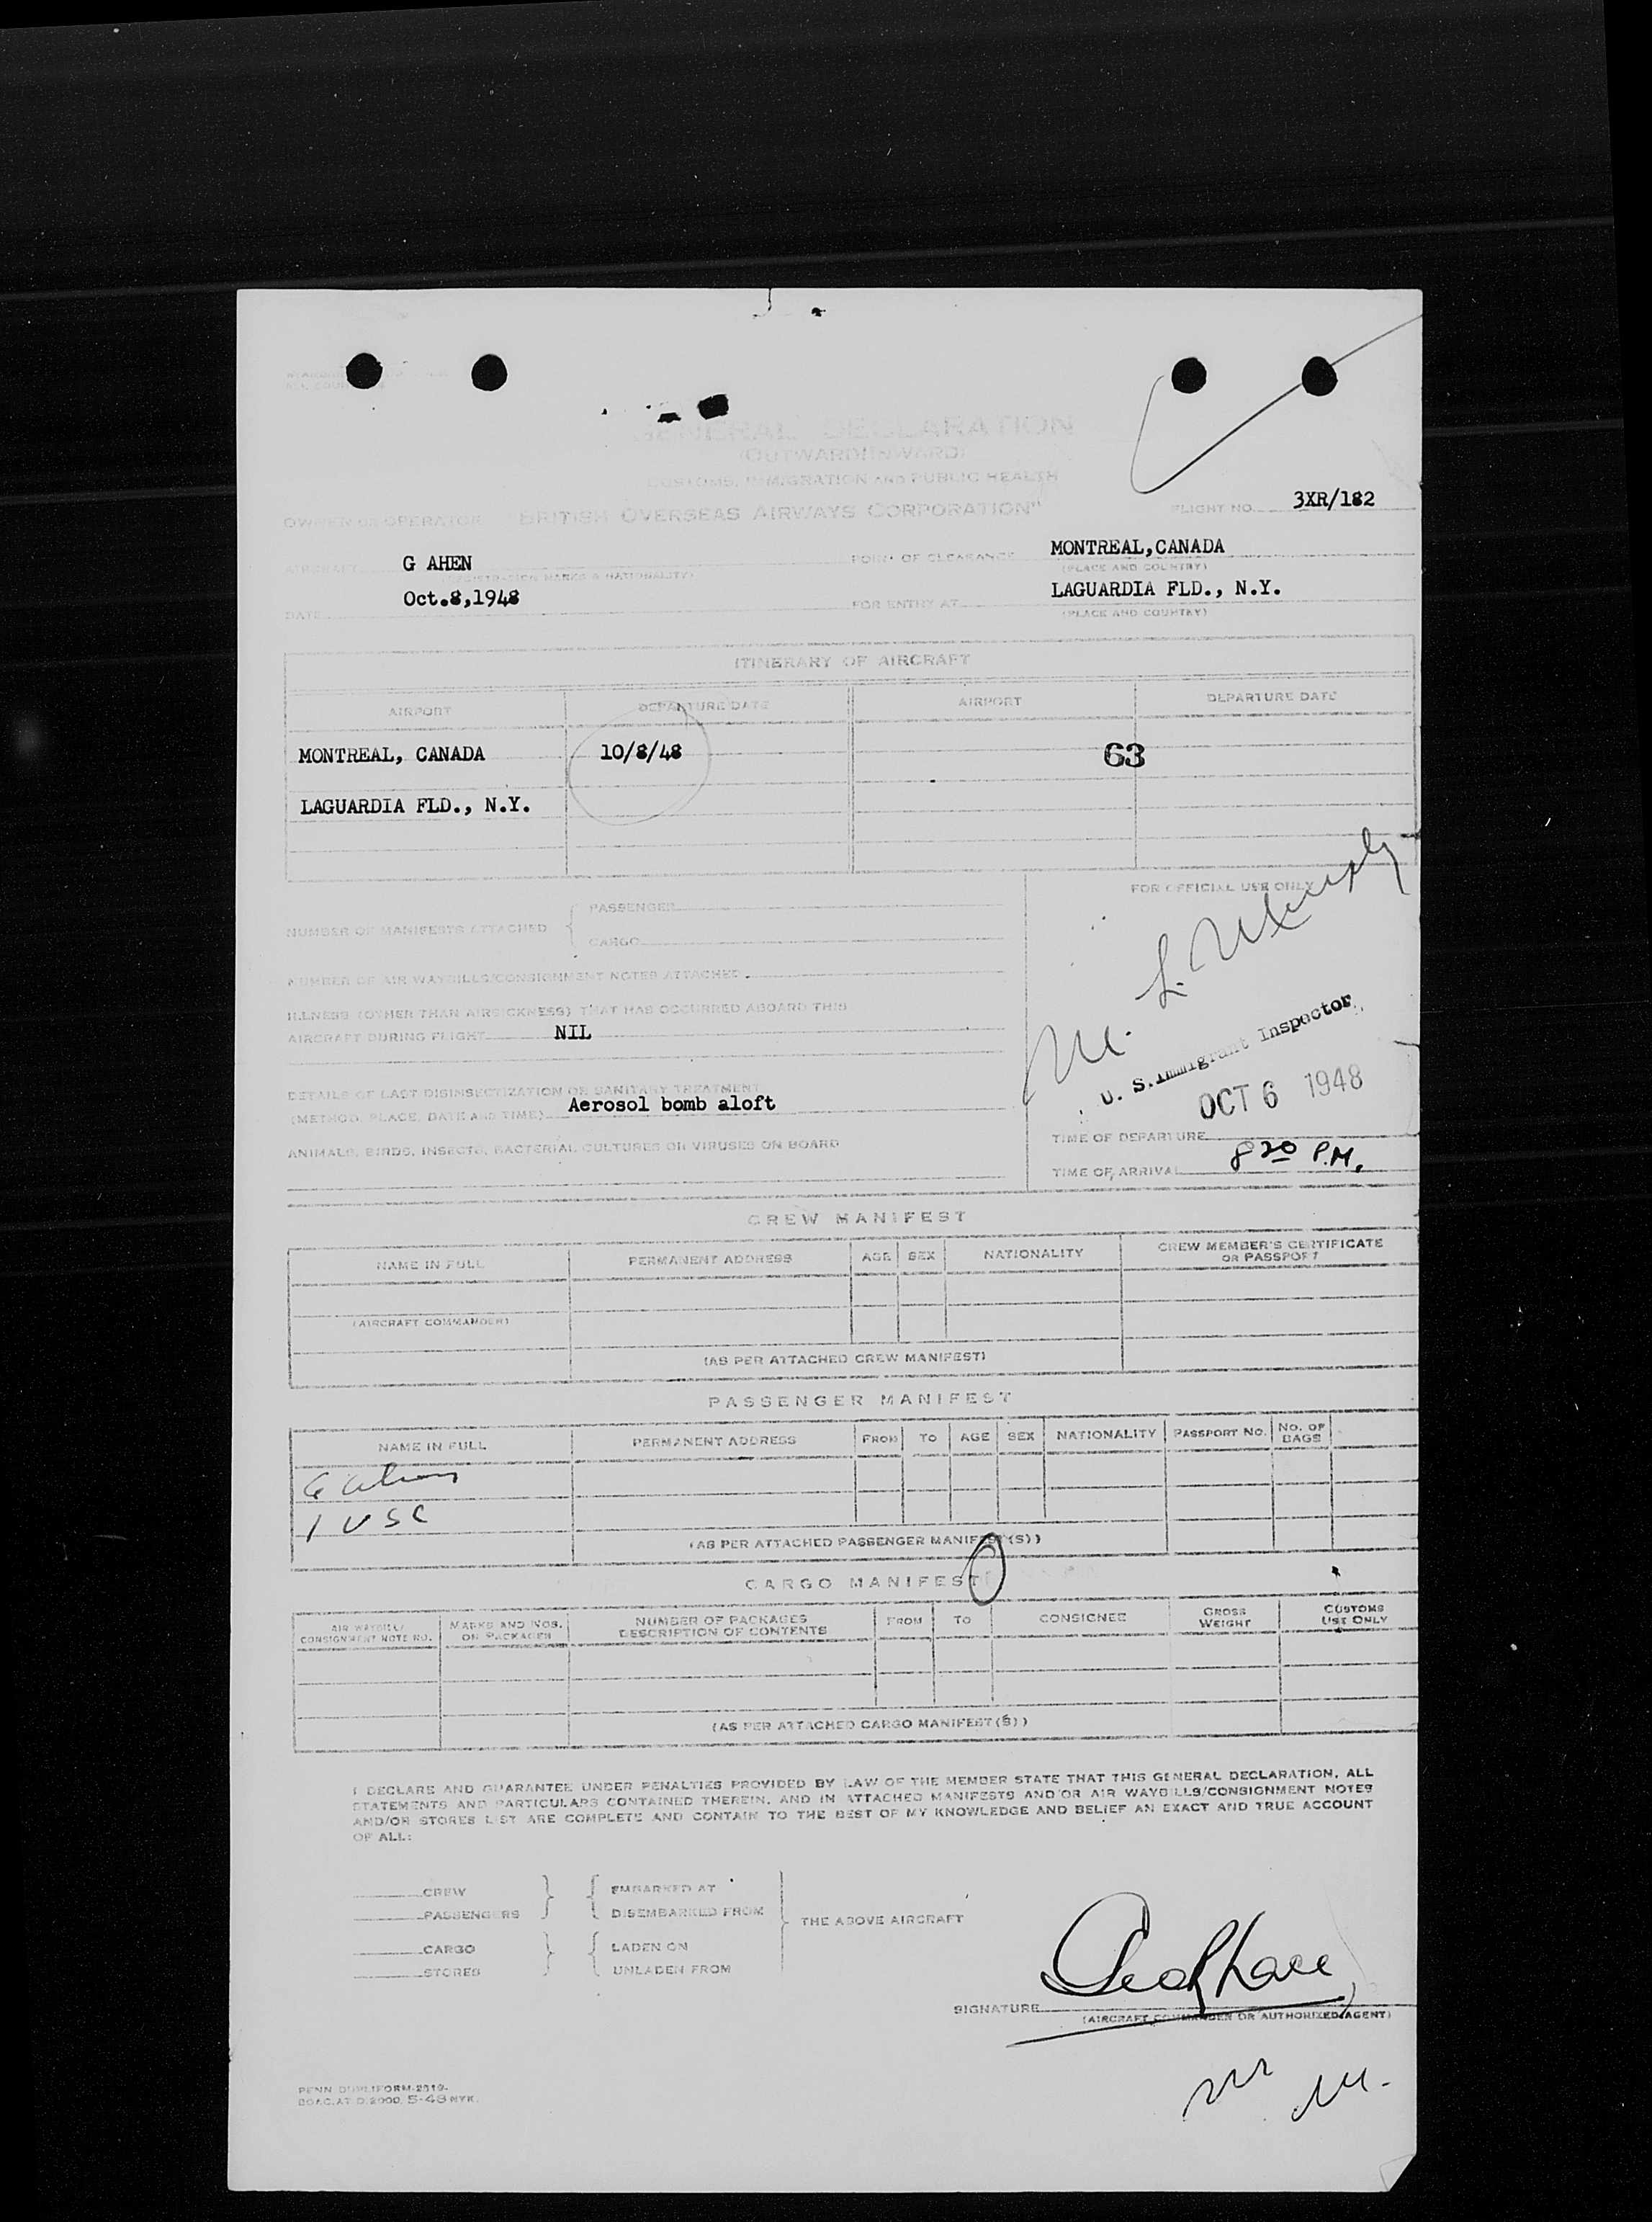 GENERAL DECLARATION
(OUTWARD/INWARD)
CUSTOMS, IMMIGRATION AND PUBLIC HEALTH
OWNER OR OPERATOR "BRITISH OVERSEAS AIRWAYS CORPORATION" FLIGHT NO. 3XR/182
AIRCRAFT G AHEN POINT OF CLEARANCE MONTREAL, CANADA
(REGISTRATION MARKS & NATIONALITY) (PLACE AND COUNTRY)
DATE Oct.8,1948 FOR ENTRY AT LAGUARDIA FLD., N.Y.
(PLACE AND COUNTRY)
ITINERARY OF AIRCRAFT
AIRPORT DEPARTURE DATE AIRPORT DEPARTURE DATE
MONTREAL, CANADA 10/8/48 63
LAGUARDIA FLD., N.Y.
FOR OFFICIAL USE ONLY
NUMBER OF MANIFESTS ATTACHED { PASSENGER
CARGO
NUMBER OF AIR WAYBILLS/CONSIGNMENT NOTES ATTACHED
ILLNESS (OTHER THAN AIRSICKNESS) THAT HAS OCCURRED ABOARD THIS
AIRCRAFT DURING FLIGHT NIL
M. L. Murphy
U. S. Immigrant Inspector
OCT 6 1948
DETAILS OF LAST DISINSECTIZATION OR SANITARY TREATMENT
(METHOD, PLACE, DATE AND TIME) Aerosol bomb aloft
ANIMALS, BIRDS, INSECTS, BACTERIAL CULTURES OR VIRUSES ON BOARD
TIME OF DEPARTURE
TIME OF ARRIVAL 8 20 P.M.
CREW MANIFEST
NAME IN FULL PERMANENT ADDRESS AGE SEX NATIONALITY CREW MEMBER'S CERTIFICATE OR PASSPORT
(AIRCRAFT COMMANDER)
(AS PER ATTACHED CREW MANIFEST)
PASSENGER MANIFEST
NAME IN FULL PERMANENT ADDRESS FROM TO AGE SEX NATIONALITY PASSPORT NO. NO. OF BAGS
G ahen
1 USC
(AS PER ATTACHED PASSENGER MANIFEST(S))
CARGO MANIFEST
AIR WAYBILL/ CONSIGNMENT NOTE NO. MARKS AND NOS. ON PACKAGES NUMBER OF PACKAGES DESCRIPTION OF CONTENTS FROM TO CONSIGNEE GROSS WEIGHT CUSTOMS USE ONLY
(AS PER ATTACHED CARGO MANIFEST(S))
I DECLARE AND GUARANTEE UNDER PENALTIES PROVIDED BY LAW OF THE MEMBER STATE THAT THIS GENERAL DECLARATION, ALL
STATEMENTS AND PARTICULARS CONTAINED THEREIN, AND IN ATTACHED MANIFESTS AND/OR AIR WAYBILLS/CONSIGNMENT NOTES
AND/OR STORES LIST ARE COMPLETE AND CONTAIN TO THE BEST OF MY KNOWLEDGE AND BELIEF AN EXACT AND TRUE ACCOUNT
OF ALL:
CREW EMBARKED AT
PASSENGERS DISEMBARKED FROM THE ABOVE AIRCRAFT
CARGO LADEN ON
STORES UNLADEN FROM
SIGNATURE
(AIRCRAFT COMMANDER OR AUTHORIZED AGENT)
PENN DUPLIFORM-2319-
BOAC.AT D.2000. 5-48 NYK.